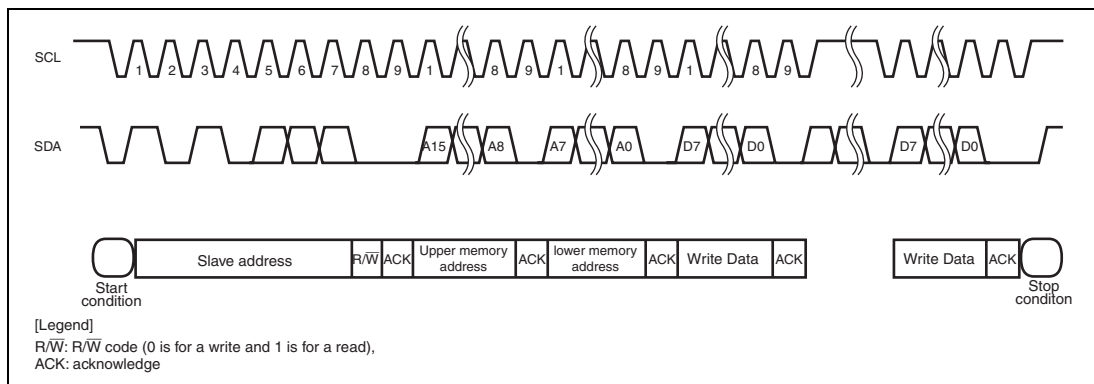 SCL
1 2 3 4 5 6 7 8 9 1 8 9 1 8 9 1 8 9
SDA
A15 A8 A7 A0 D7 D0 D7 D0
Slave address R/W̅ ACK Upper memory address ACK lower memory address ACK Write Data ACK Write Data ACK
Start condition
Stop conditon
[Legend]
R/W̅: R/W̅ code (0 is for a write and 1 is for a read),
ACK: acknowledge